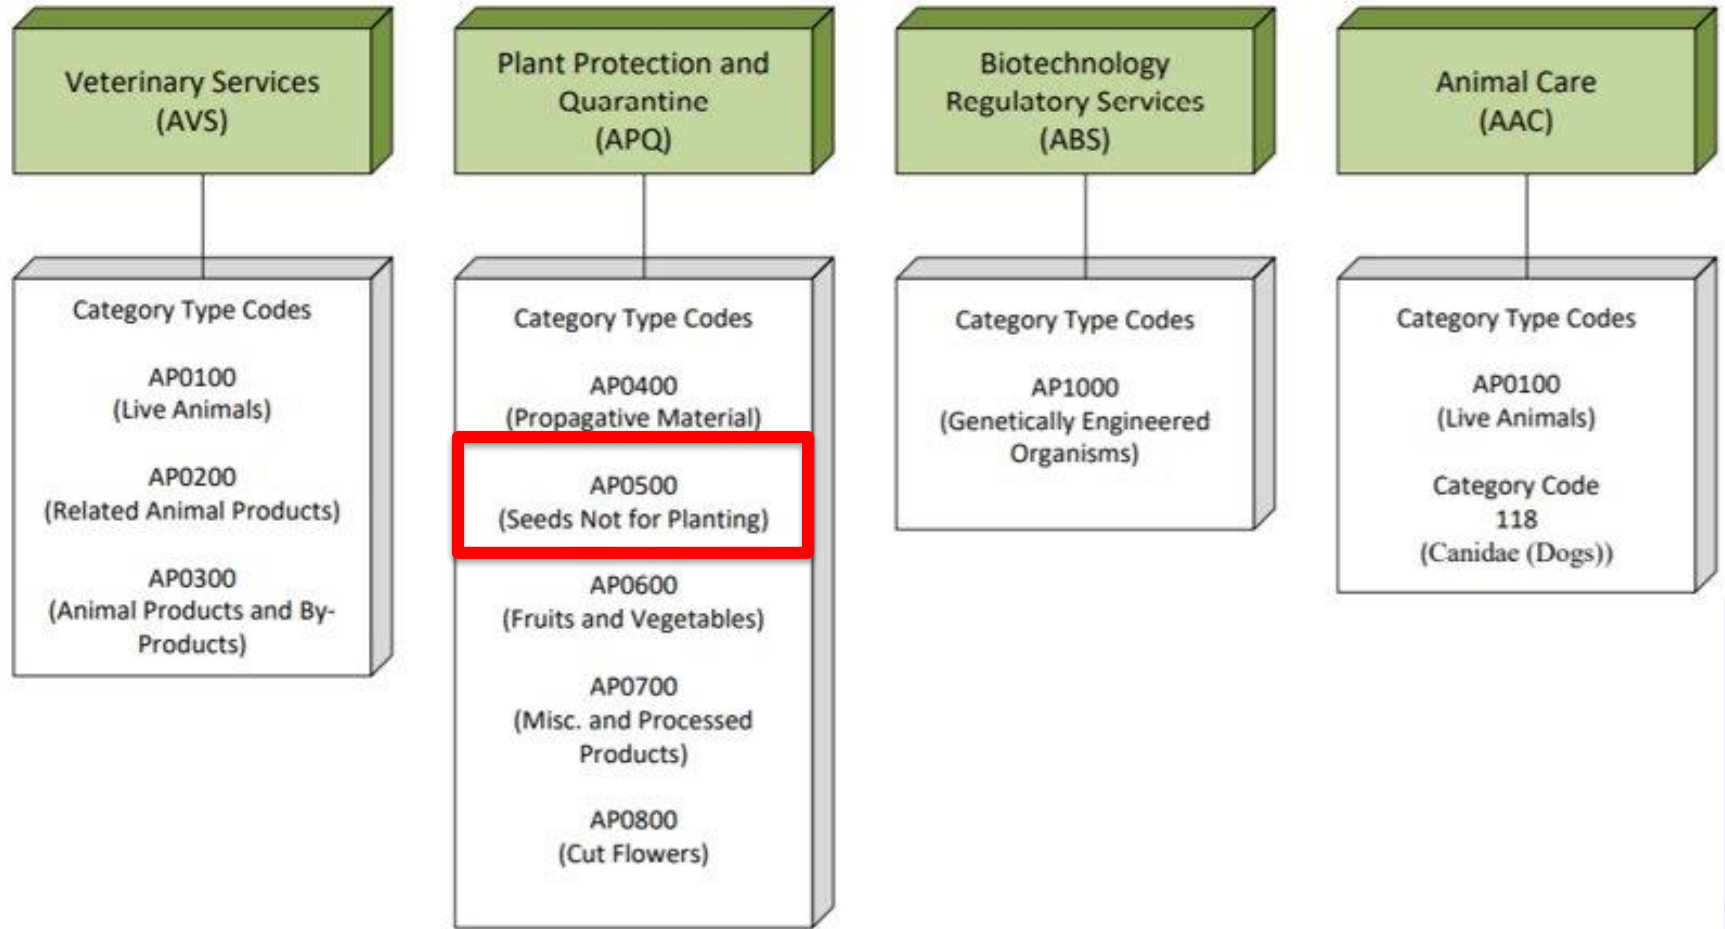 Veterinary Services
(AVS)
Category Type Codes
AP0100
(Live Animals)
AP0200
(Related Animal Products)
AP0300
(Animal Products and By-
Products)
Plant Protection and
Quarantine
(APQ)
Category Type Codes
AP0400
(Propagative Material)
AP0500
(Seeds Not for Planting)
AP0600
(Fruits and Vegetables)
AP0700
(Misc. and Processed
Products)
AP0800
(Cut Flowers)
Biotechnology
Regulatory Services
(ABS)
Category Type Codes
AP1000
(Genetically Engineered
Organisms)
Animal Care
(AAC)
Category Type Codes
AP0100
(Live Animals)
Category Code
118
(Canidae (Dogs))